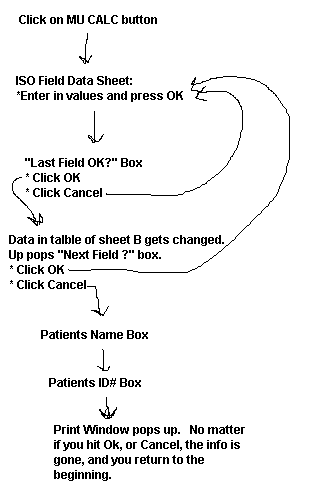 Click on MU CALC button
ISO Field Data Sheet:
*Enter in values and press OK
"Last Field OK?" Box
* Click OK
* Click Cancel
Data in talble of sheet B gets changed.
Up pops "Next Field ?" box.
* Click OK
* Click Cancel
Patients Name Box
Patients ID# Box
Print Window pops up.   No matter
if you hit Ok, or Cancel, the info is
gone, and you return to the
beginning.